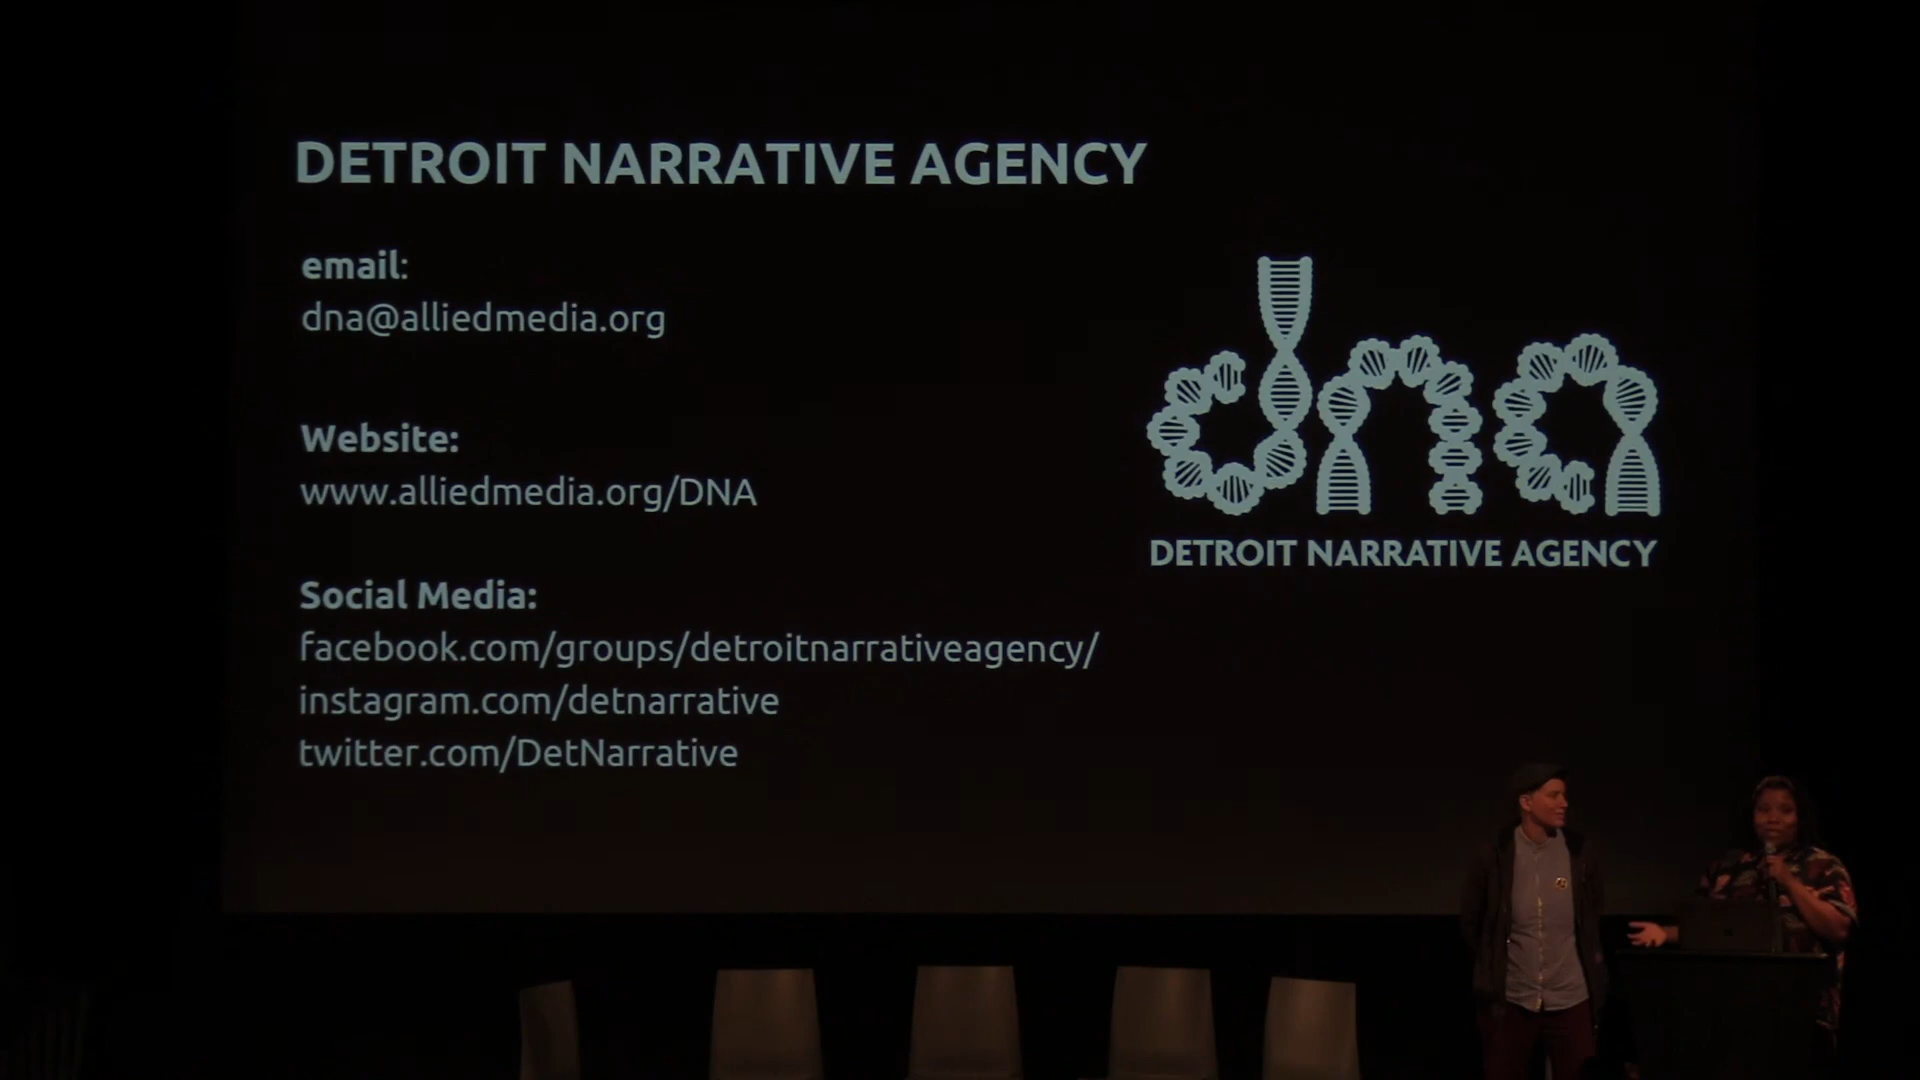 DETROIT NARRATIVE AGENCY
email:
dna@alliedmedia.org
Website:
www.alliedmedia.org/DNA
Social Media:
facebook.com/groups/detroitnarrativeagency/
instagram.com/detnarrative
twitter.com/DetNarrative
dna
DETROIT NARRATIVE AGENCY